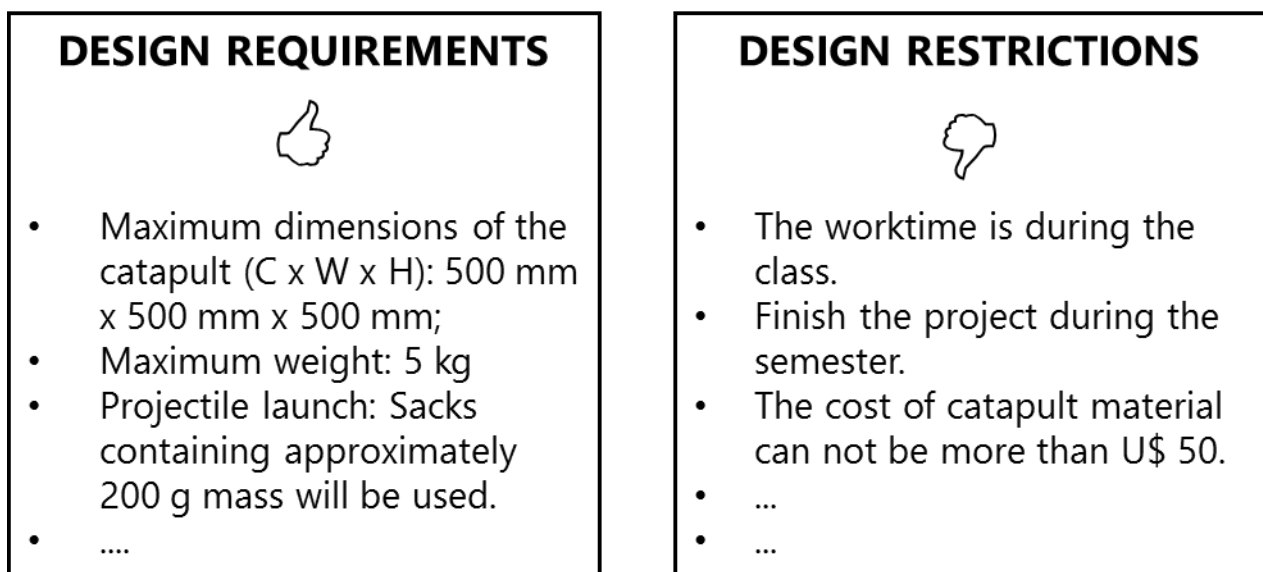 DESIGN REQUIREMENTS
• Maximum dimensions of the
catapult (C x W x H): 500 mm
x 500 mm x 500 mm;
• Maximum weight: 5 kg
• Projectile launch: Sacks
containing approximately
200 g mass will be used.
• ....
DESIGN RESTRICTIONS
• The worktime is during the
class.
• Finish the project during the
semester.
• The cost of catapult material
can not be more than U$ 50.
• ...
• ...